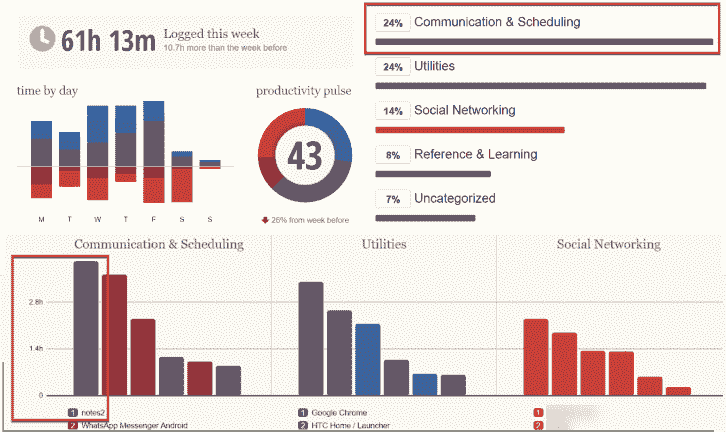 61h 13m
Logged this week
10.7h more than the week before
24% Communication & Scheduling
24% Utilities
14% Social Networking
8% Reference & Learning
7% Uncategorized
time by day
M T W T F S S
productivity pulse
43
26% from week before
Communication & Scheduling
2.8h
1.4h
0
1 notes2
2 WhatsApp Messenger Android
Utilities
1 Google Chrome
2 HTC Home / Launcher
Social Networking
1
2